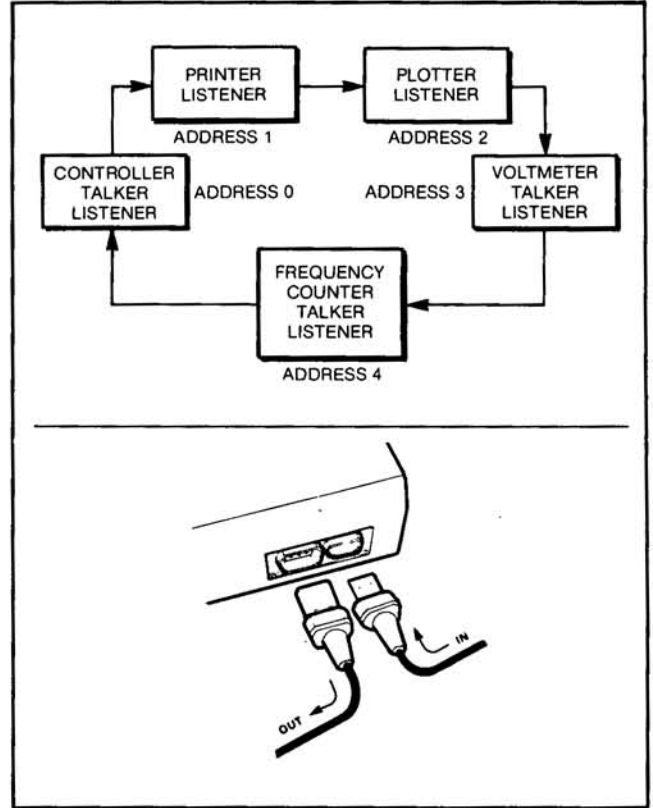 PRINTER
LISTENER
ADDRESS 1
PLOTTER
LISTENER
ADDRESS 2
CONTROLLER
TALKER
LISTENER
ADDRESS 0
ADDRESS 3
VOLTMETER
TALKER
LISTENER
FREQUENCY
COUNTER
TALKER
LISTENER
ADDRESS 4
IN
OUT